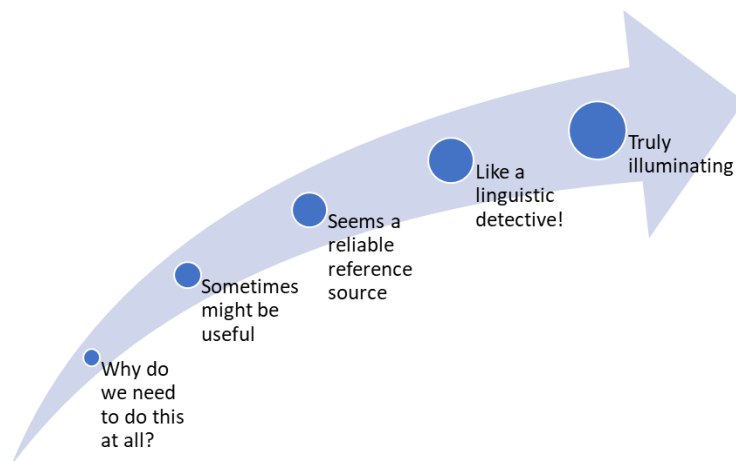 Why do
we need
to do this
at all?
Sometimes
might be
useful
Seems a
reliable
reference
source
Like a
linguistic
detective!
Truly
illuminating